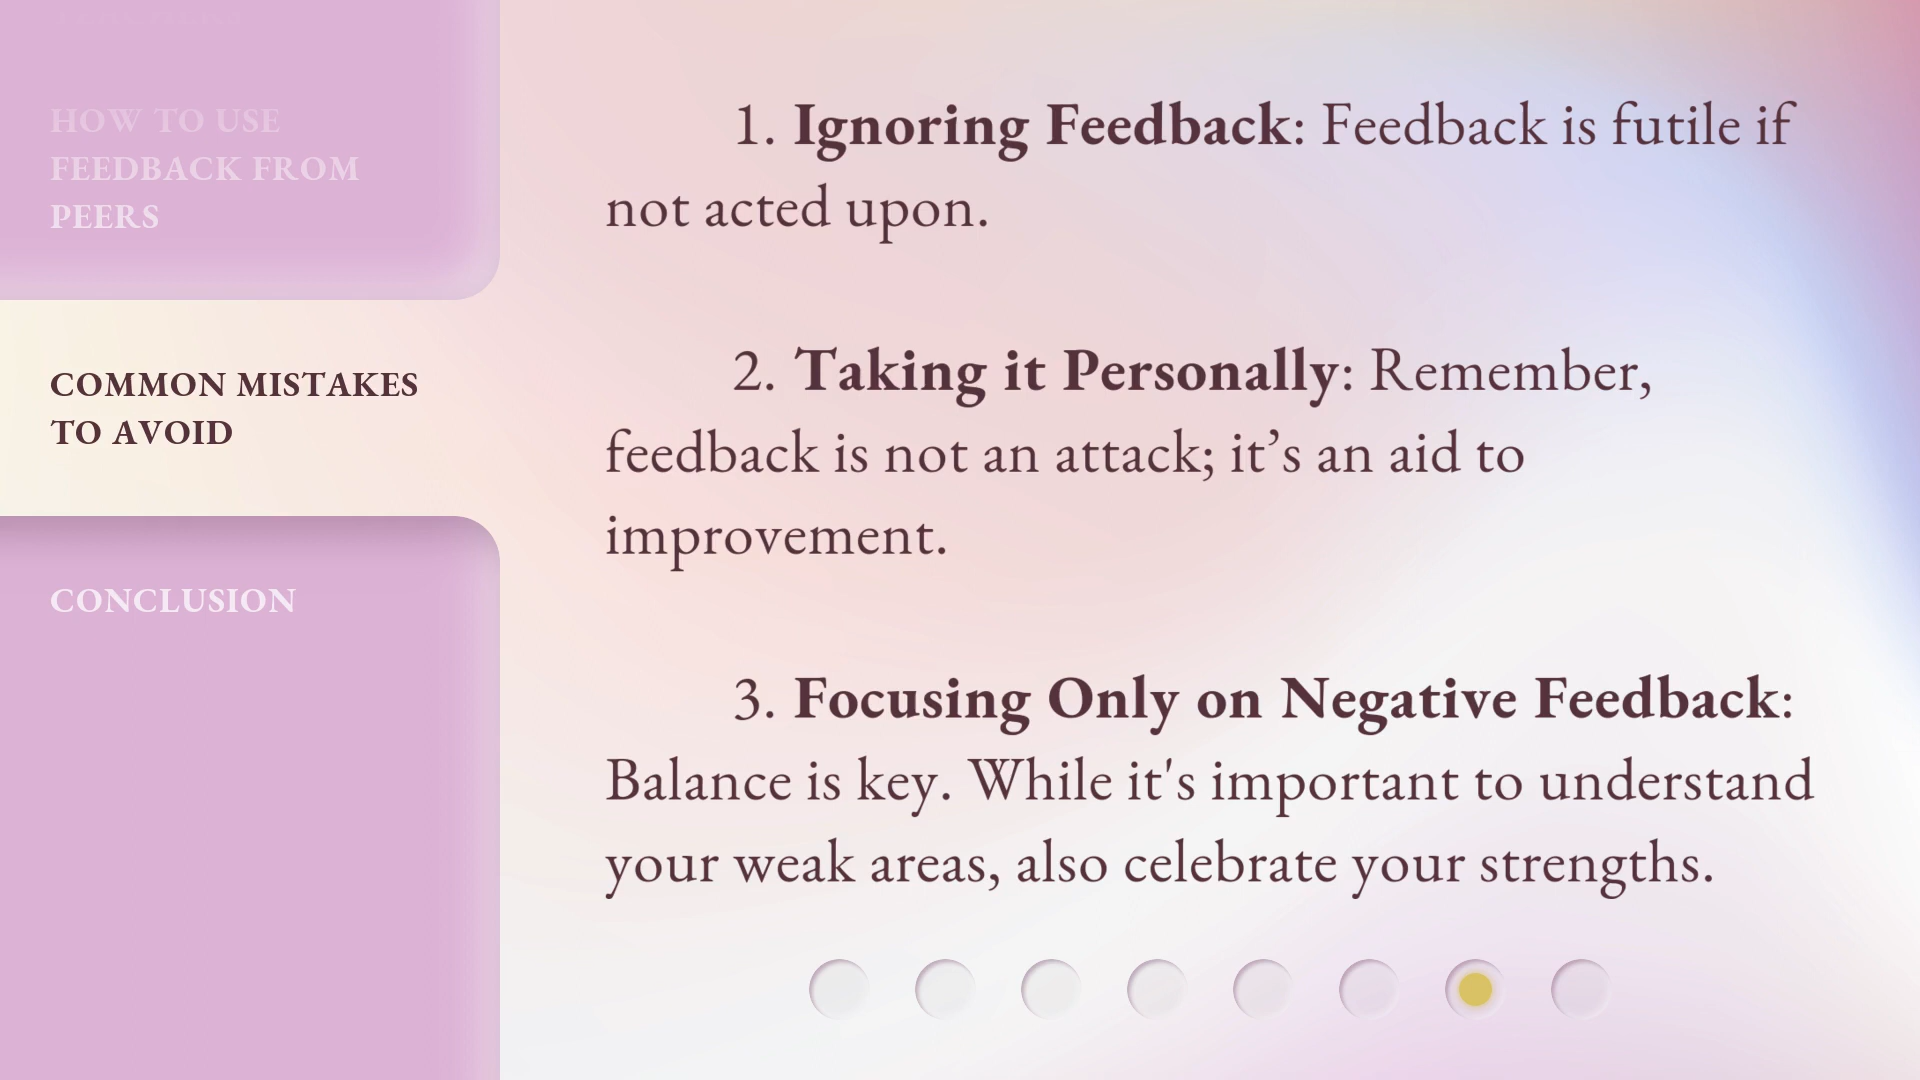 HOW TO USE
FEEDBACK FROM
PEERS
COMMON MISTAKES
TO AVOID
CONCLUSION
1. Ignoring Feedback: Feedback is futile if
not acted upon.
2. Taking it Personally: Remember,
feedback is not an attack; it’s an aid to
improvement.
3. Focusing Only on Negative Feedback:
Balance is key. While it's important to understand
your weak areas, also celebrate your strengths.